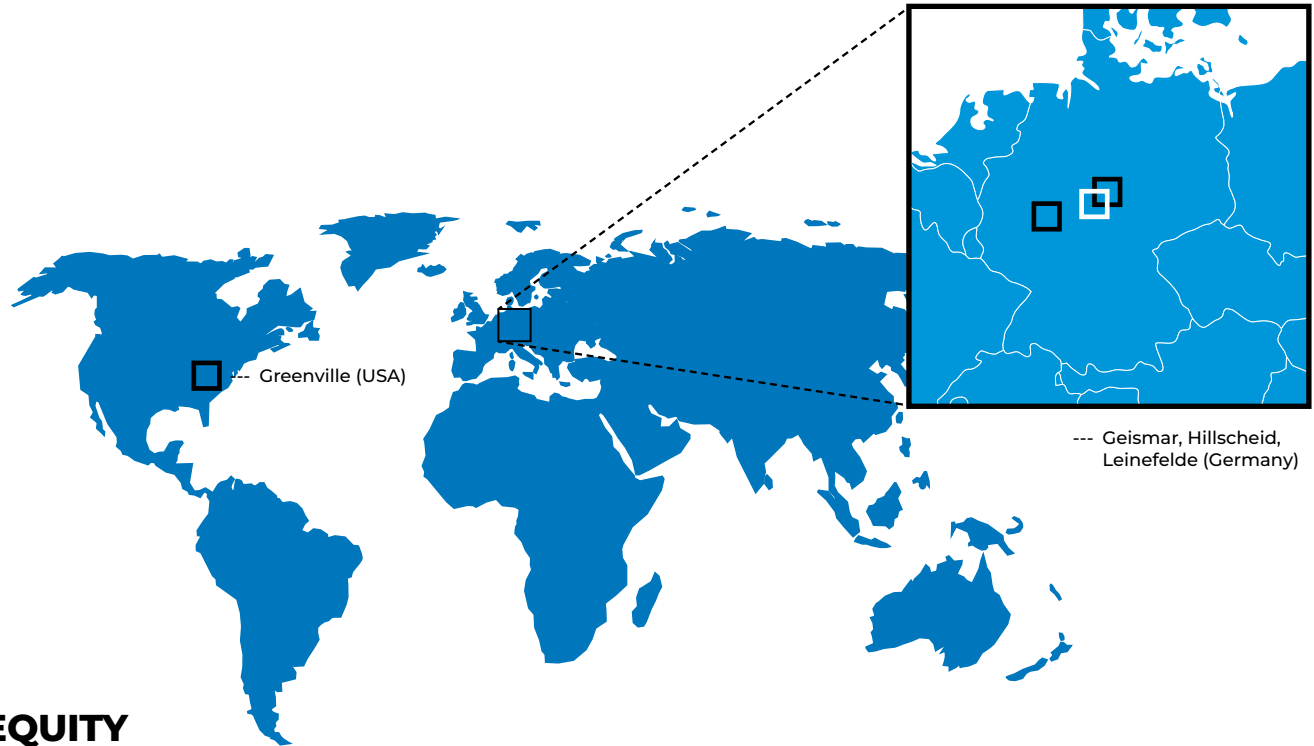 --- Greenville (USA)
--- Geismar, Hillscheid,
Leinefelde (Germany)
EQUITY